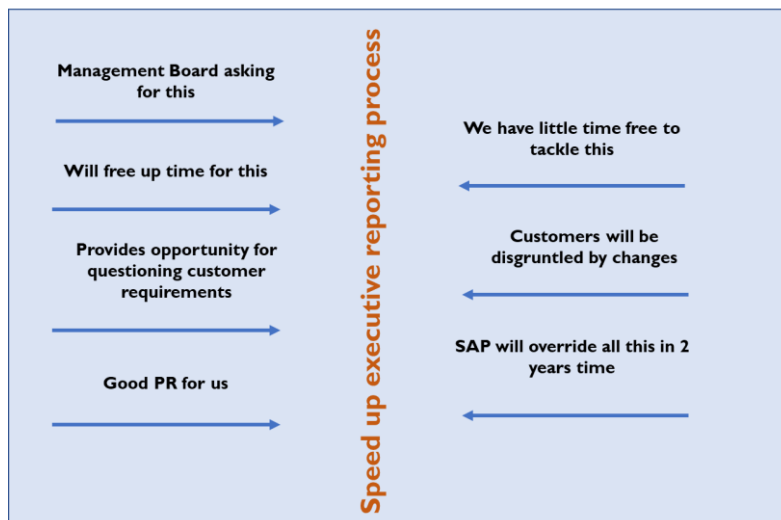 Management Board asking
for this
Will free up time for this
Provides opportunity for
questioning customer
requirements
Good PR for us
Speed up executive reporting process
We have little time free to
tackle this
Customers will be
disgruntled by changes
SAP will override all this in 2
years time